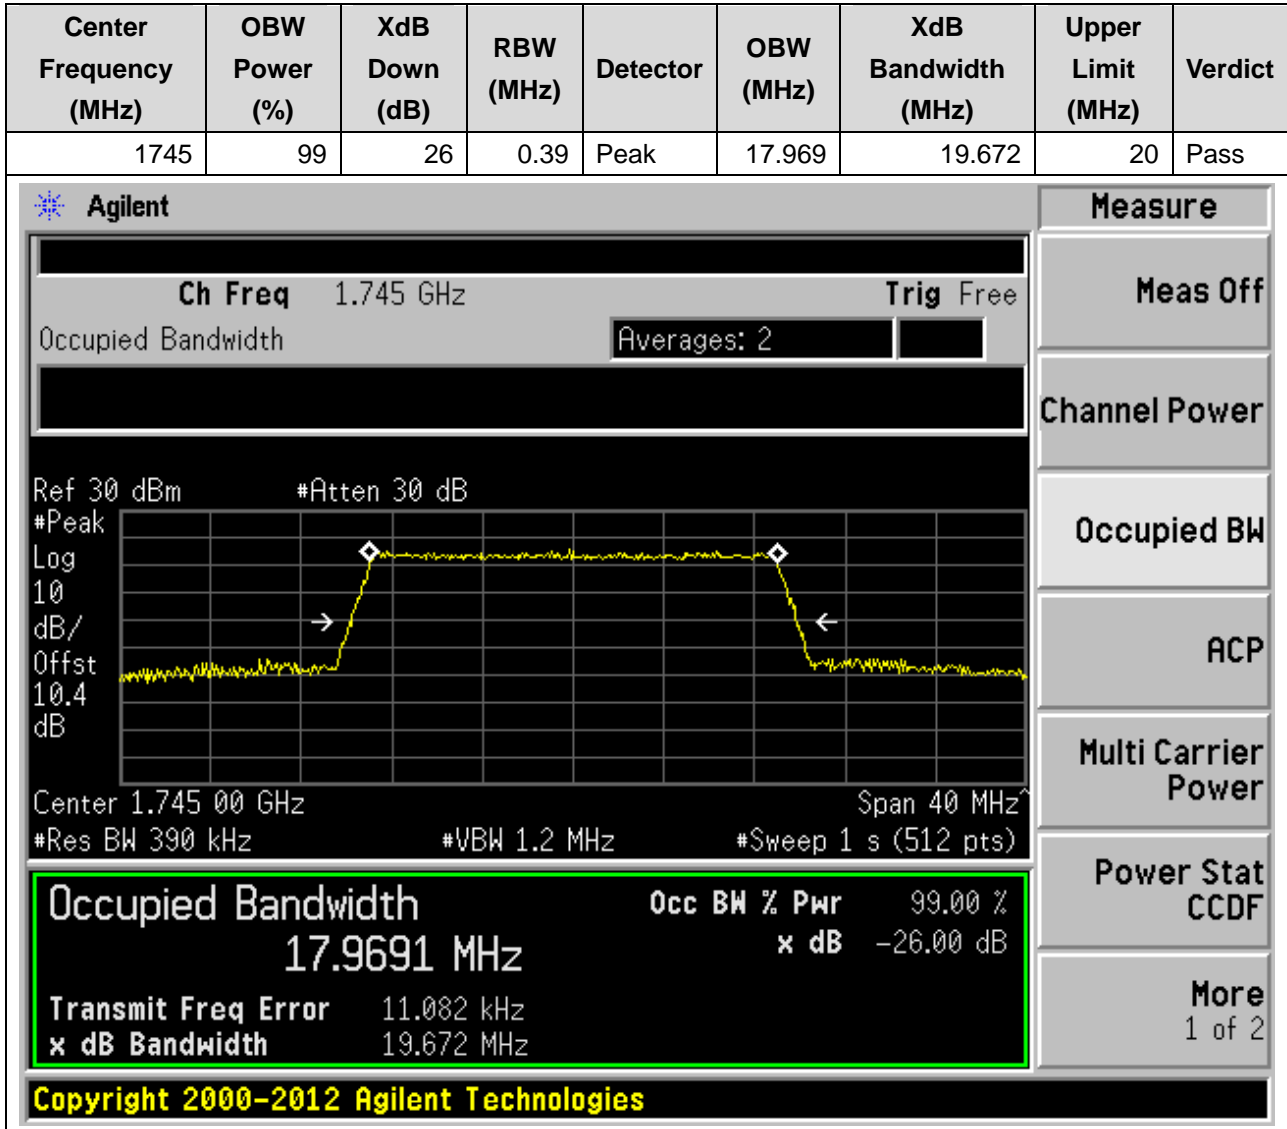 Center Frequency (MHz) OBW Power (%) XdB Down (dB) RBW (MHz) Detector OBW (MHz) XdB Bandwidth (MHz) Upper Limit (MHz) Verdict
1745 99 26 0.39 Peak 17.969 19.672 20 Pass
Agilent
Measure
Ch Freq 1.745 GHz Trig Free
Occupied Bandwidth Averages: 2
Ref 30 dBm #Atten 30 dB
#Peak
Log
10
dB/
Offst
10.4
dB
Center 1.745 00 GHz Span 40 MHz^
#Res BW 390 kHz #VBW 1.2 MHz #Sweep 1 s (512 pts)
Occupied Bandwidth Occ BW % Pwr 99.00 %
17.9691 MHz x dB -26.00 dB
Transmit Freq Error 11.082 kHz
x dB Bandwidth 19.672 MHz
Meas Off
Channel Power
Occupied BW
ACP
Multi Carrier
Power
Power Stat
CCDF
More
1 of 2
Copyright 2000-2012 Agilent Technologies